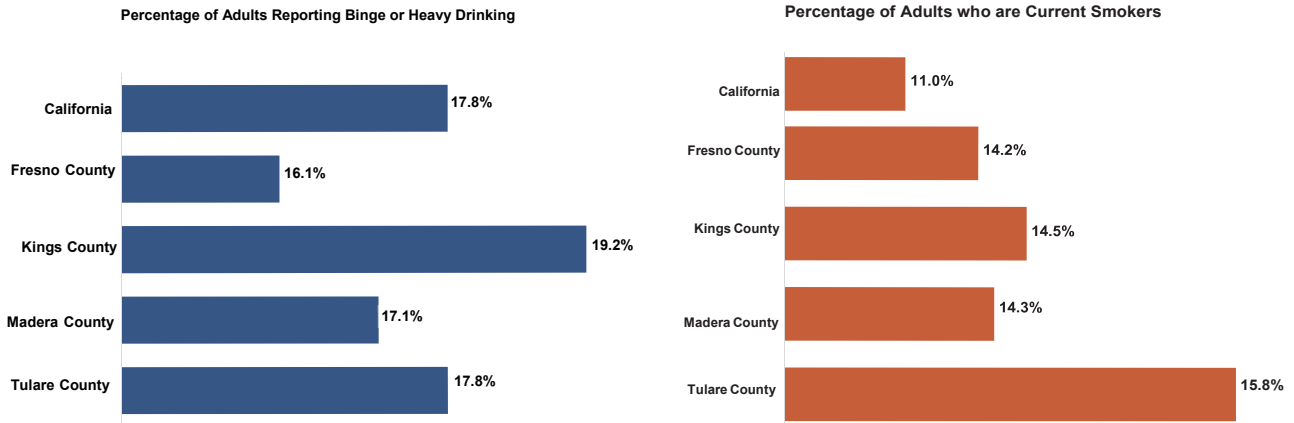 Percentage of Adults Reporting Binge or Heavy Drinking
California
17.8%
Fresno County
16.1%
Kings County
19.2%
Madera County
17.1%
Tulare County
17.8%
Percentage of Adults who are Current Smokers
California
11.0%
Fresno County
14.2%
Kings County
14.5%
Madera County
14.3%
Tulare County
15.8%